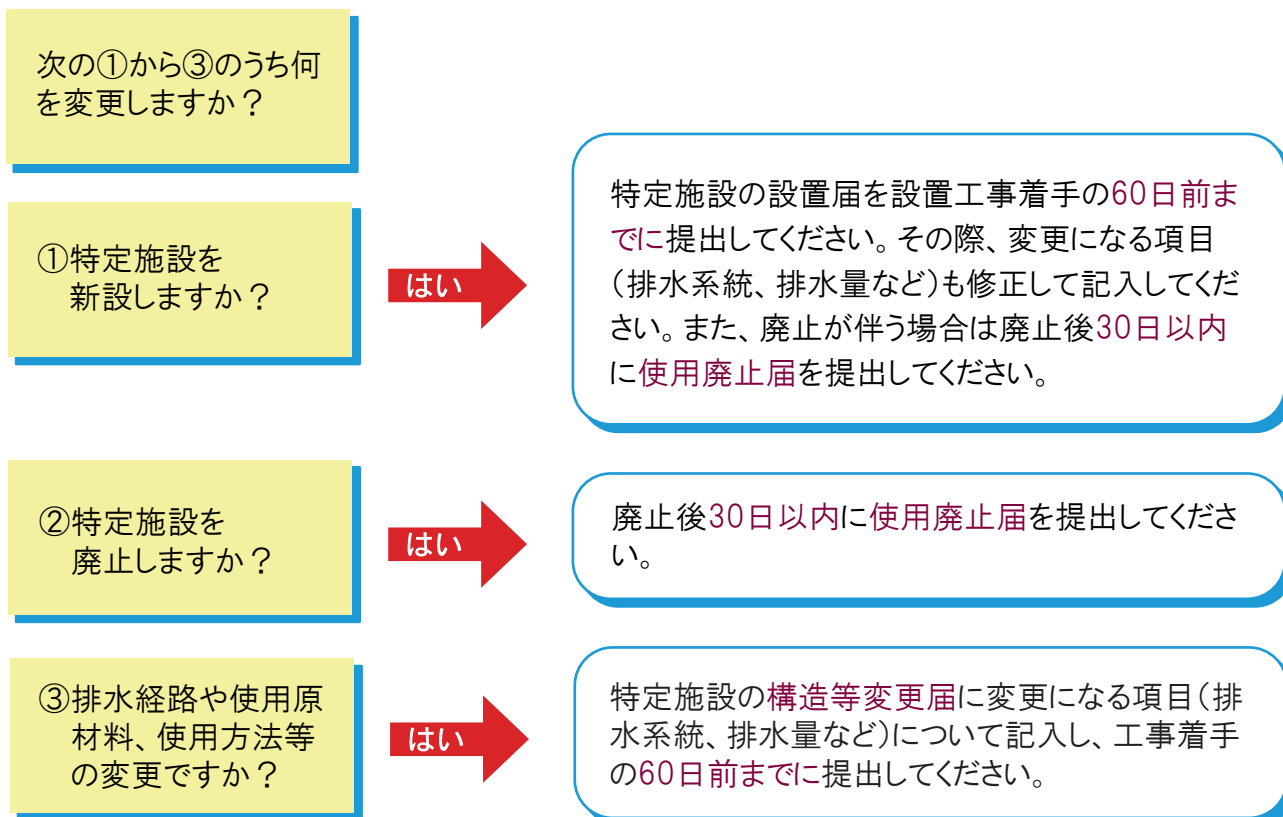 次の①から③のうち何
を変更しますか？
①特定施設を
新設しますか？
はい
特定施設の設置届を設置工事着手の60日前ま
でに提出してください。その際、変更になる項目
（排水系統、排水量など）も修正して記入してくだ
さい。また、廃止が伴う場合は廃止後30日以内
に使用廃止届を提出してください。
②特定施設を
廃止しますか？
はい
廃止後30日以内に使用廃止届を提出してくださ
い。
③排水経路や使用原
材料、使用方法等
の変更ですか？
はい
特定施設の構造等変更届に変更になる項目（排
水系統、排水量など）について記入し、工事着手
の60日前までに提出してください。